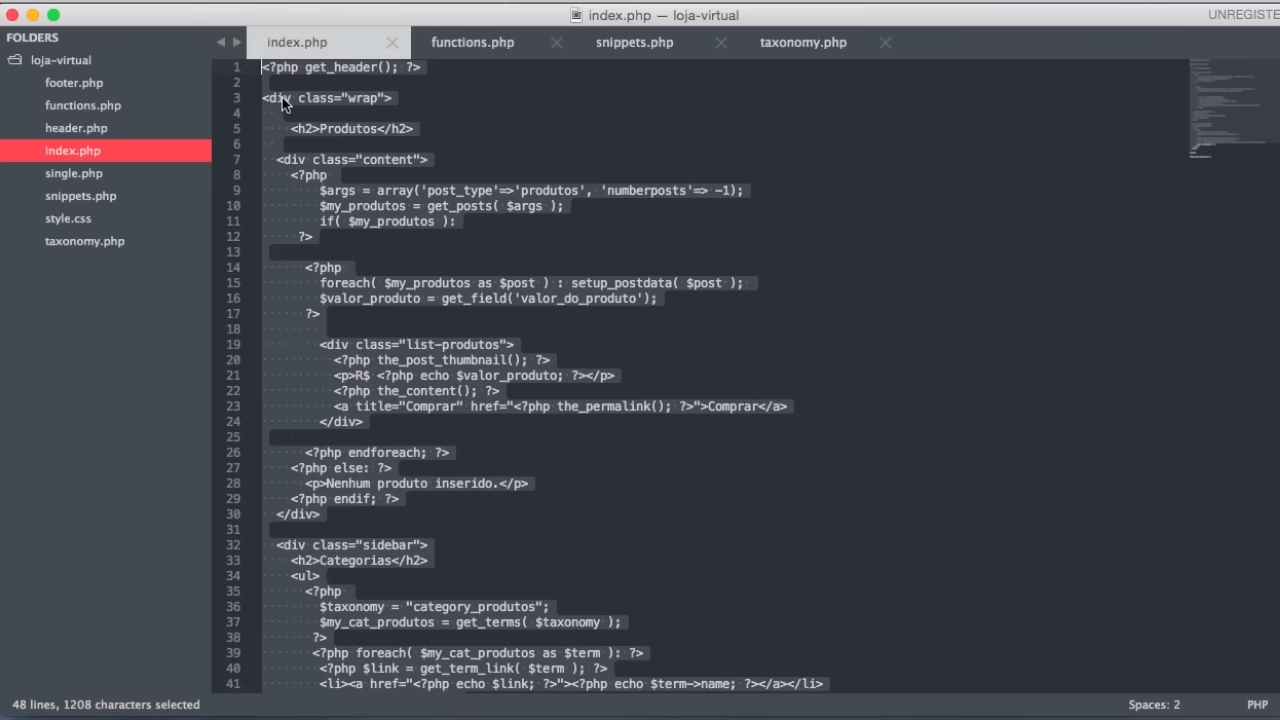 index.php — loja-virtual
UNREGISTE
FOLDERS
loja-virtual
footer.php
functions.php
header.php
index.php
single.php
snippets.php
style.css
taxonomy.php
index.php
functions.php
snippets.php
taxonomy.php
1 <?php get_header(); ?>
2
3 <div class="wrap">
4
5 <h2>Produtos</h2>
6
7 <div class="content">
8 <?php
9 $args = array('post_type'=>'produtos', 'numberposts'=> -1);
10 $my_produtos = get_posts( $args );
11 if( $my_produtos ):
12 ?>
13
14 <?php
15 foreach( $my_produtos as $post ) : setup_postdata( $post );
16 $valor_produto = get_field('valor_do_produto');
17 ?>
18
19 <div class="list-produtos">
20 <?php the_post_thumbnail(); ?>
21 <p>R$ <?php echo $valor_produto; ?></p>
22 <?php the_content(); ?>
23 <a title="Comprar" href="<?php the_permalink(); ?>">Comprar</a>
24 </div>
25
26 <?php endforeach; ?>
27 <?php else: ?>
28 <p>Nenhum produto inserido.</p>
29 <?php endif; ?>
30 </div>
31
32 <div class="sidebar">
33 <h2>Categorias</h2>
34 <ul>
35 <?php
36 $taxonomy = "category_produtos";
37 $my_cat_produtos = get_terms( $taxonomy );
38 ?>
39 <?php foreach( $my_cat_produtos as $term ): ?>
40 <?php $link = get_term_link( $term ); ?>
41 <li><a href="<?php echo $link; ?>"><?php echo $term->name; ?></a></li>
48 lines, 1208 characters selected
Spaces: 2
PHP